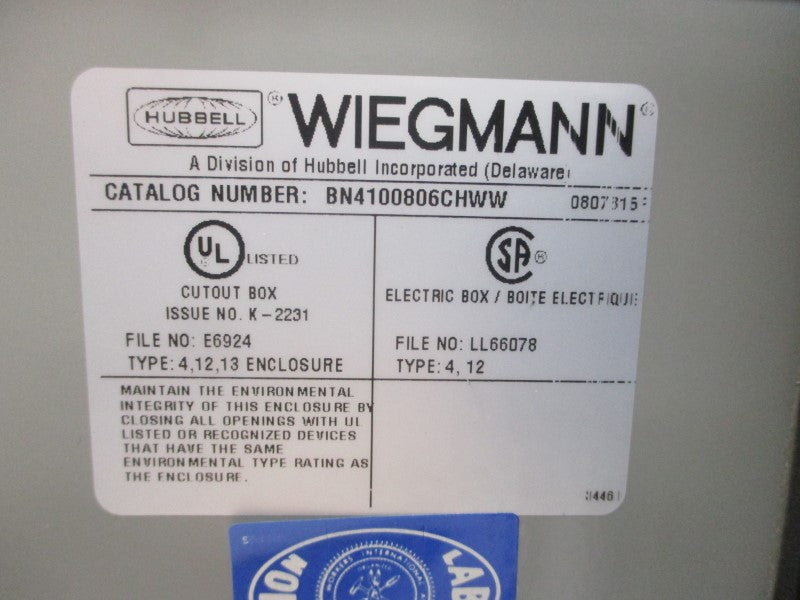 HUBBELL ® WIEGMANN ®
A Division of Hubbell Incorporated (Delaware)
CATALOG NUMBER: BN4100806CHWW
UL LISTED
CUTOUT BOX
ISSUE NO. K-2231
FILE NO: E6924
TYPE: 4,12,13 ENCLOSURE
SA ®
ELECTRIC BOX / BOITE ELECTRIQUE
FILE NO: LL66078
TYPE: 4, 12
MAINTAIN THE ENVIRONMENTAL
INTEGRITY OF THIS ENCLOSURE BY
CLOSING ALL OPENINGS WITH UL
LISTED OR RECOGNIZED DEVICES
THAT HAVE THE SAME
ENVIRONMENTAL TYPE RATING AS
THE ENCLOSURE.
WORKERS INTERNATIONAL